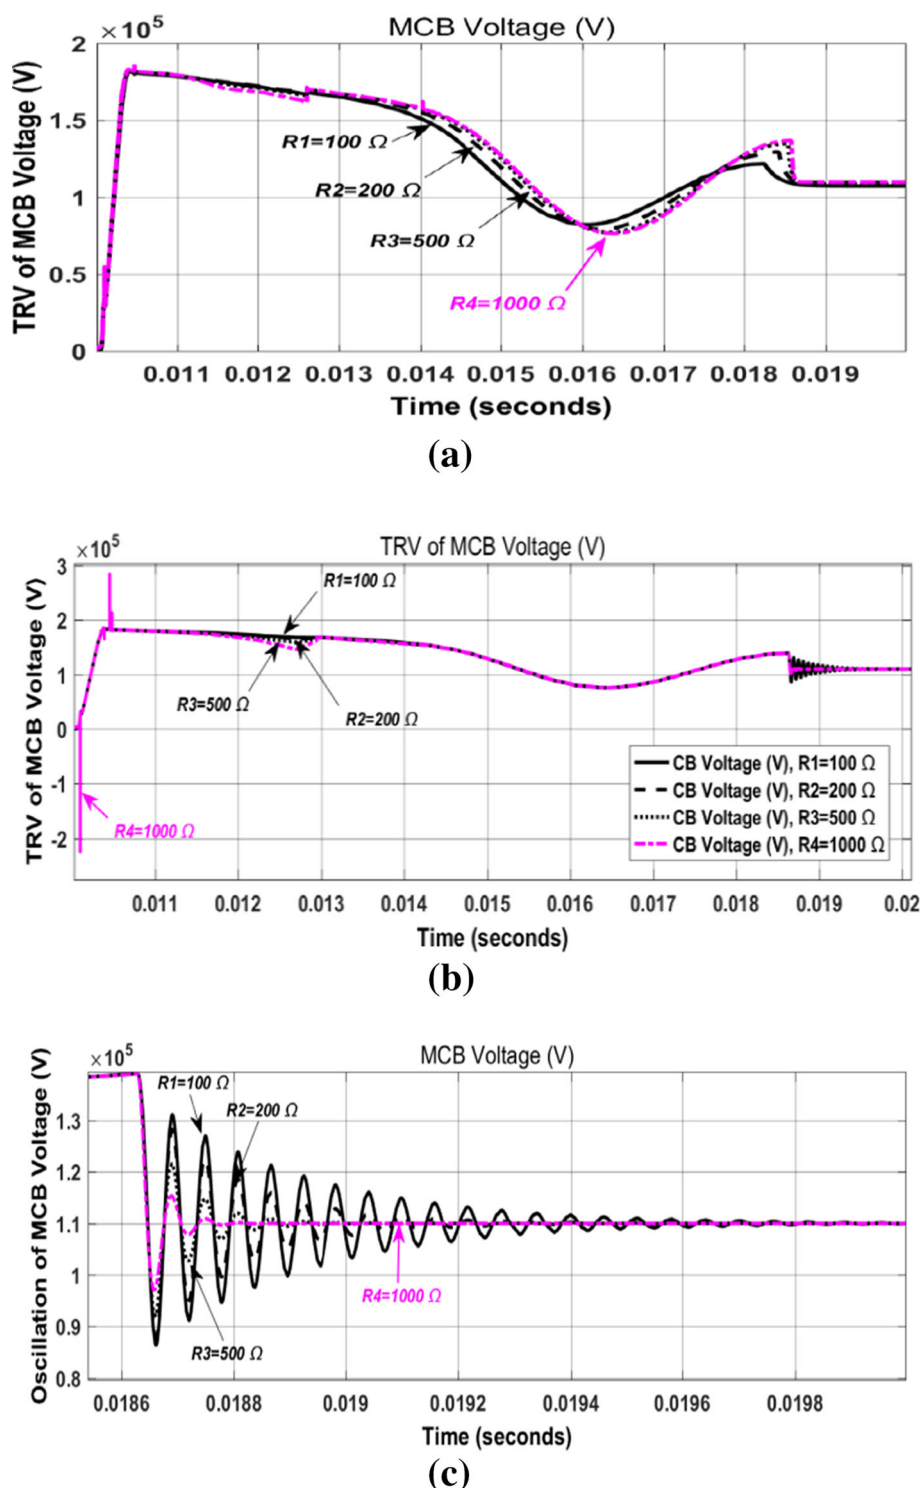 MCB Voltage (V)
×10⁵
TRV of MCB Voltage (V)
2
1.5
1
0.5
0
R1=100 Ω
R2=200 Ω
R3=500 Ω
R4=1000 Ω
0.011 0.012 0.013 0.014 0.015 0.016 0.017 0.018 0.019
Time (seconds)
(a)
TRV of MCB Voltage (V)
×10⁵
TRV of MCB Voltage (V)
3
2
1
0
-1
-2
R1=100 Ω
R3=500 Ω
R2=200 Ω
R4=1000 Ω
CB Voltage (V), R1=100 Ω
CB Voltage (V), R2=200 Ω
CB Voltage (V), R3=500 Ω
CB Voltage (V), R4=1000 Ω
0.011 0.012 0.013 0.014 0.015 0.016 0.017 0.018 0.019 0.02
Time (seconds)
(b)
MCB Voltage (V)
×10⁵
Oscillation of MCB Voltage (V)
1.3
1.2
1.1
1
0.9
0.8
R1=100 Ω
R2=200 Ω
R4=1000 Ω
R3=500 Ω
0.0186 0.0188 0.019 0.0192 0.0194 0.0196 0.0198
Time (seconds)
(c)